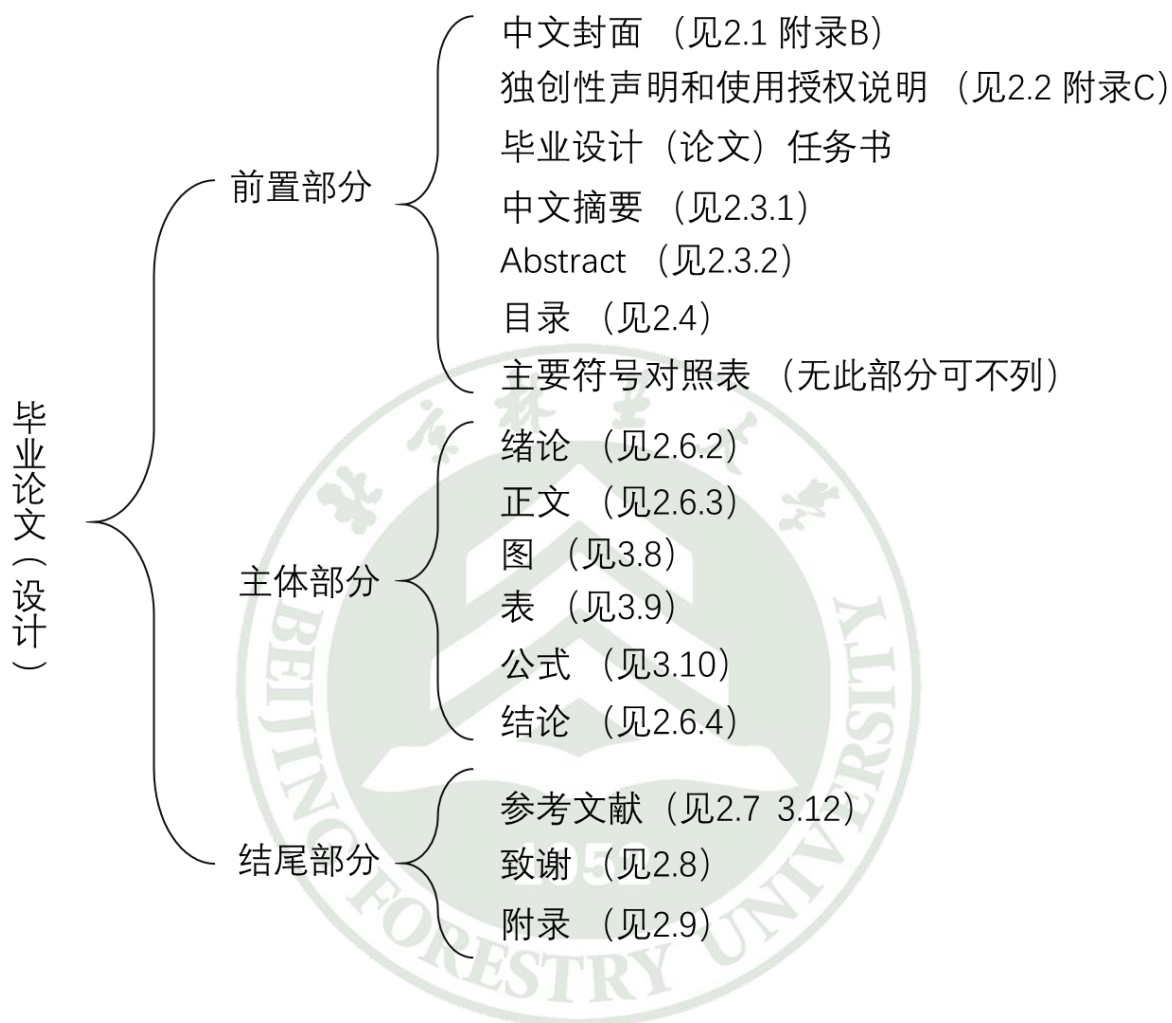 毕业论文（设计）
前置部分
中文封面 （见2.1 附录B）
独创性声明和使用授权说明 （见2.2 附录C）
毕业设计（论文）任务书
中文摘要 （见2.3.1）
Abstract （见2.3.2）
目录 （见2.4）
主要符号对照表 （无此部分可不列）
主体部分
绪论 （见2.6.2）
正文 （见2.6.3）
图 （见3.8）
表 （见3.9）
公式 （见3.10）
结论 （见2.6.4）
结尾部分
参考文献（见2.7 3.12）
致谢 （见2.8）
附录 （见2.9）
北京林业大学
1952
BEIJING FORESTRY UNIVERSITY